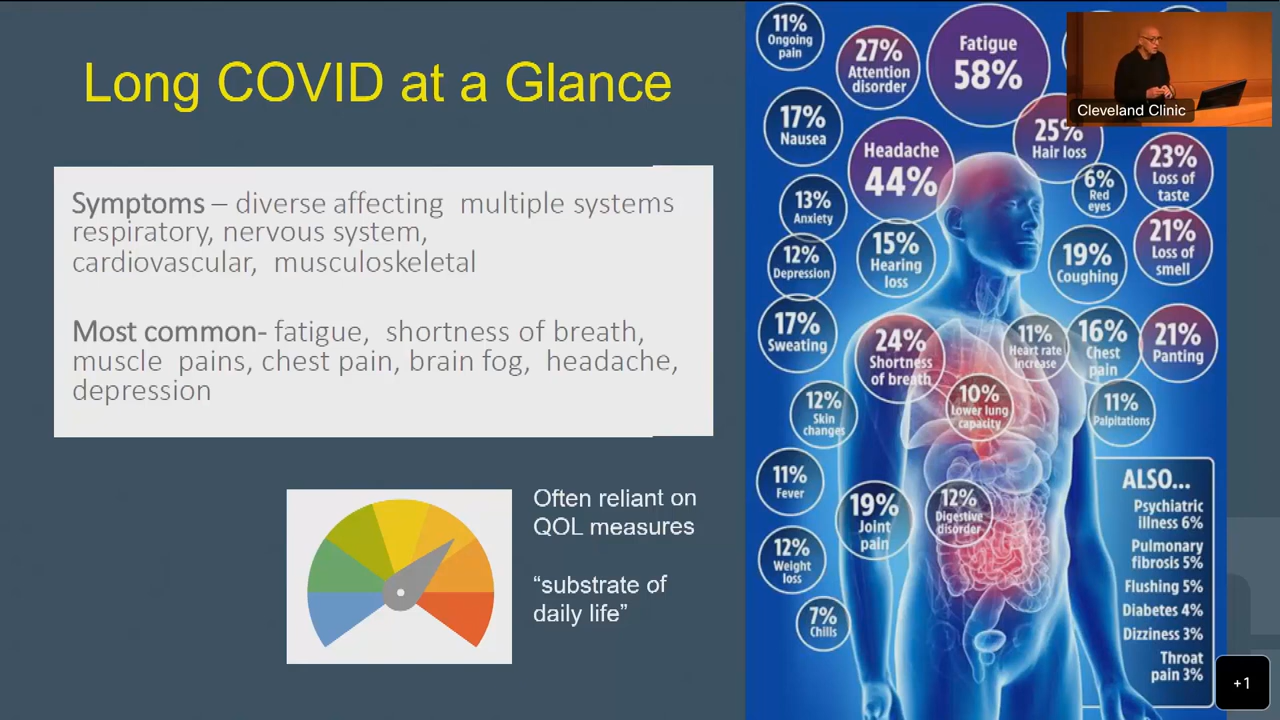 Long COVID at a Glance
Symptoms – diverse affecting multiple systems
respiratory, nervous system,
cardiovascular, musculoskeletal
Most common- fatigue, shortness of breath,
muscle pains, chest pain, brain fog, headache,
depression
Often reliant on
QOL measures
“substrate of
daily life”
11%
Ongoing
pain
27%
Attention
disorder
Fatigue
58%
Cleveland Clinic
17%
Nausea
Headache
44%
25%
Hair loss
23%
Loss of
taste
6%
Red
eyes
13%
Anxiety
12%
Depression
15%
Hearing
loss
19%
Coughing
21%
Loss of
smell
17%
Sweating
24%
Shortness
of breath
11%
Heart rate
increase
16%
Chest
pain
21%
Panting
12%
Skin
changes
10%
Lower lung
capacity
11%
Palpitations
11%
Fever
19%
Joint
pain
12%
Digestive
disorder
12%
Weight
loss
7%
Chills
ALSO...
Psychiatric
illness 6%
Pulmonary
fibrosis 5%
Flushing 5%
Diabetes 4%
Dizziness 3%
Throat
pain 3%
+1